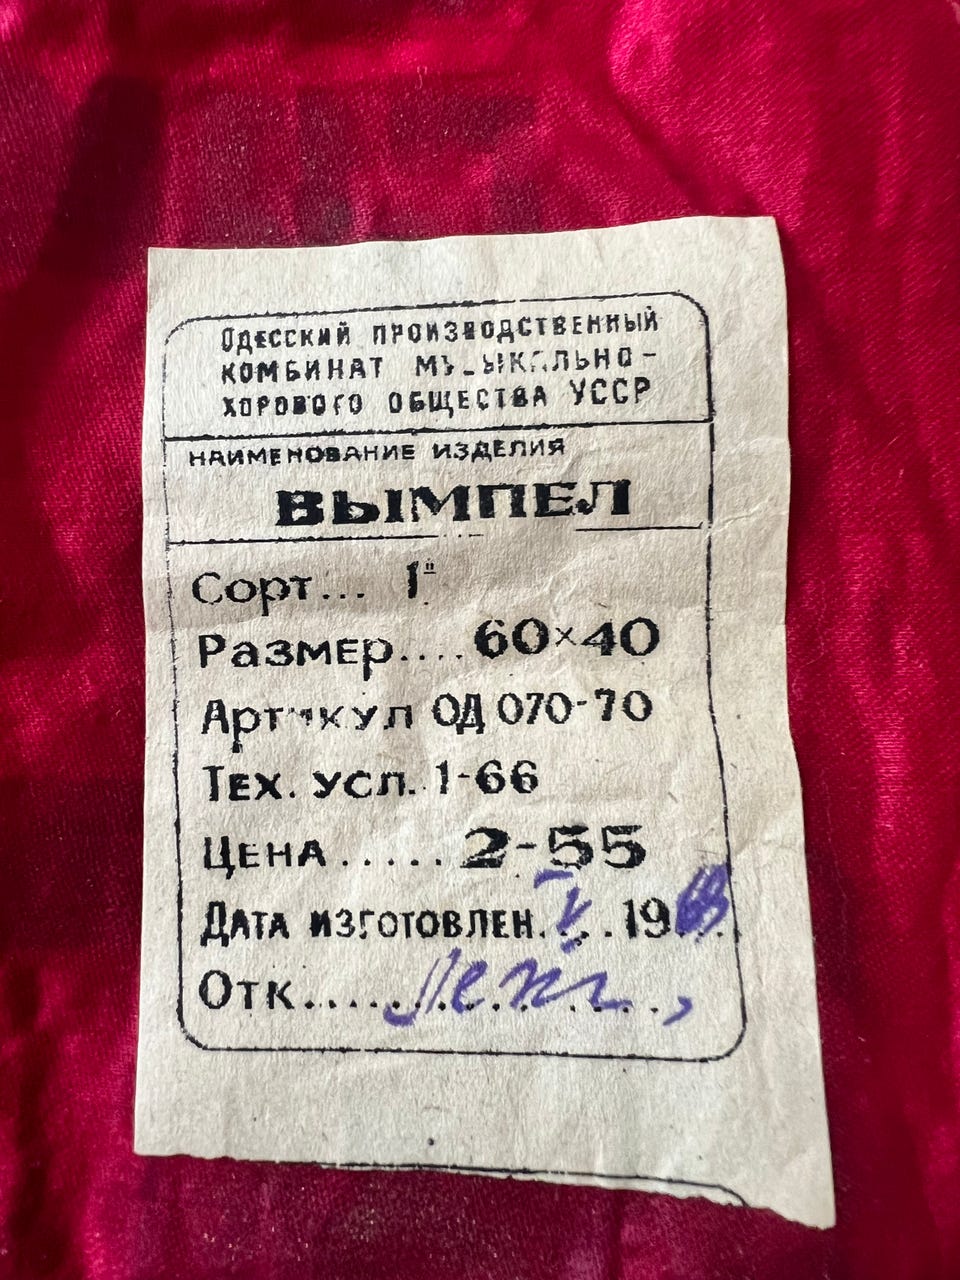 Одесский производственный
комбинат музыкально-
хорового общества УССР
наименование изделия
ВЫМПЕЛ
Сорт... 1"
Размер.... 60×40
Артикул ОД 070-70
Тех. усл. 1-66
Цена..... 2-55
Дата изготовлен. V. . . 19
Отк.....